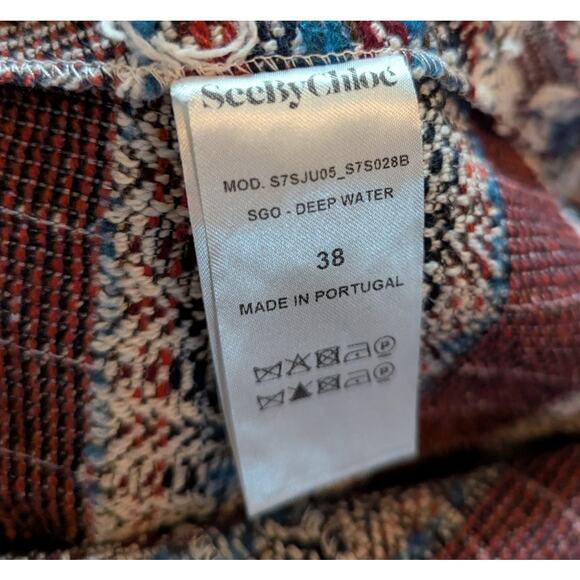 SeeByChloé
MOD. S7SJU05_S7S028B
SGO - DEEP WATER
38
MADE IN PORTUGAL
P
P